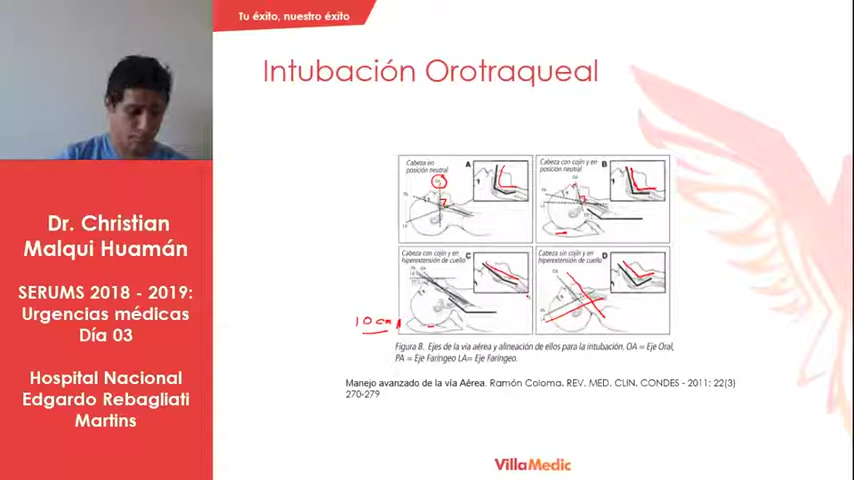 Tu éxito, nuestro éxito
Intubación Orotraqueal
Dr. Christian
Malqui Huamán
SERUMS 2018 - 2019:
Urgencias médicas
Día 03
Hospital Nacional
Edgardo Rebagliati
Martins
Cabeza en
posición neutral
A
Cabeza con cojín y en
posición neutral
B
Cabeza con cojín y en
hiperextensión de cuello
C
Cabeza sin cojín y en
hiperextensión de cuello
D
10 cm
Figura 8. Ejes de la vía aérea y alineación de ellos para la intubación. OA = Eje Oral,
PA = Eje Faríngeo LA= Eje Faríngeo.
Manejo avanzado de la vía Aérea. Ramón Coloma. REV. MED. CLIN. CONDES - 2011; 22(3)
270-279
VillaMedic